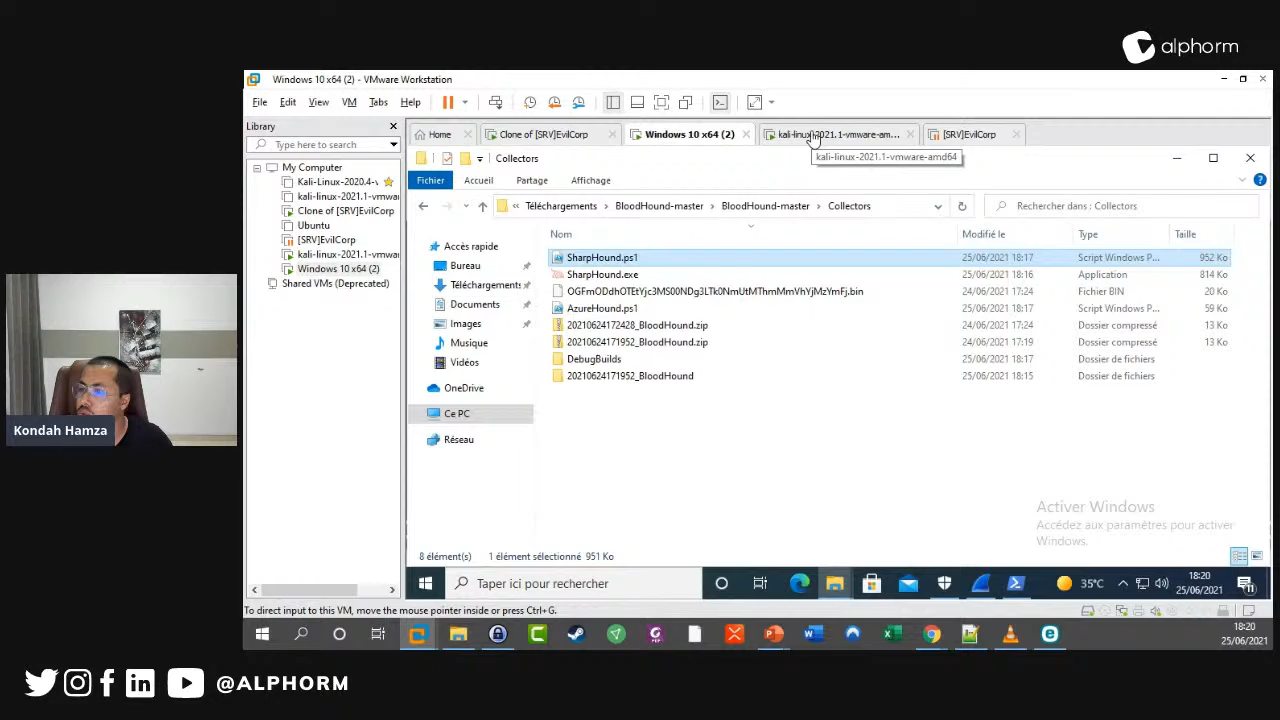 alphorm
Windows 10 x64 (2) - VMware Workstation
File Edit View VM Tabs Help
Library
Type here to search
My Computer
Kali-Linux-2020.4-v
kali-linux-2021.1-vmwa
Clone of [SRV]EvilCorp
Ubuntu
[SRV]EvilCorp
kali-linux-2021.1-vmwa
Windows 10 x64 (2)
Shared VMs (Deprecated)
Home Clone of [SRV]EvilCorp Windows 10 x64 (2) kali-linux-2021.1-vmware-am... [SRV]EvilCorp
kali-linux-2021.1-vmware-amd64
Collectors
Fichier Accueil Partage Affichage
« Téléchargements > BloodHound-master > BloodHound-master > Collectors
Rechercher dans : Collectors
Nom Modifié le Type Taille
Accès rapide
Bureau
Téléchargements
Documents
Images
Musique
Vidéos
OneDrive
Ce PC
Réseau
SharpHound.ps1 25/06/2021 18:17 Script Windows P... 952 Ko
SharpHound.exe 25/06/2021 18:16 Application 814 Ko
24/06/2021 17:24 Fichier BIN 20 Ko
AzureHound.ps1 25/06/2021 18:17 Script Windows P... 59 Ko
20210624172428_BloodHound.zip 24/06/2021 17:24 Dossier compressé 13 Ko
20210624171952_BloodHound.zip 24/06/2021 17:19 Dossier compressé 13 Ko
DebugBuilds 25/06/2021 18:17 Dossier de fichiers
20210624171952_BloodHound 25/06/2021 18:15 Dossier de fichiers
Activer Windows
Accédez aux paramètres pour activer
Windows.
8 élément(s) 1 élément sélectionné 951 Ko
Taper ici pour rechercher
35°C
18:20
25/06/2021
To direct input to this VM, move the mouse pointer inside or press Ctrl+G.
18:20
25/06/2021
Kondah Hamza
@ALPHORM